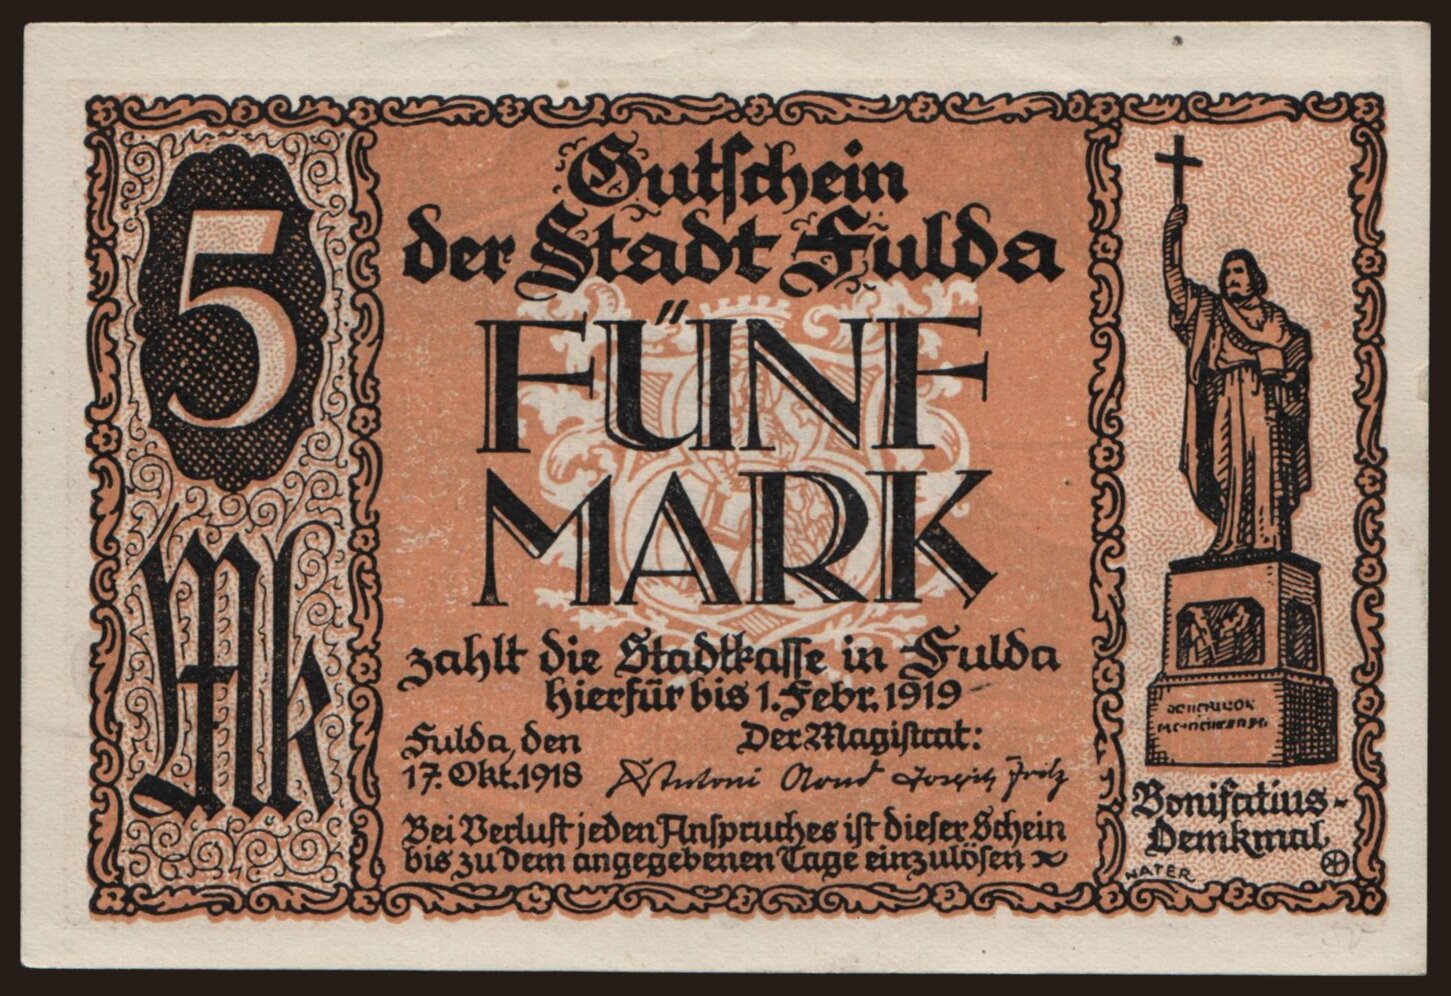 5
Mk
Gutschein
der Stadt Fulda
FÜNF
MARK
zahlt die Stadtkasse in Fulda
hierfür bis 1. Febr. 1919
Fulda, den
17. Okt. 1918
Der Magistrat:
Antoni
Bei Verlust jeden Anspruches ist dieser Schein
bis zu dem angegebenen Tage einzulösen
Bonifatius-
Denkmal
NATER